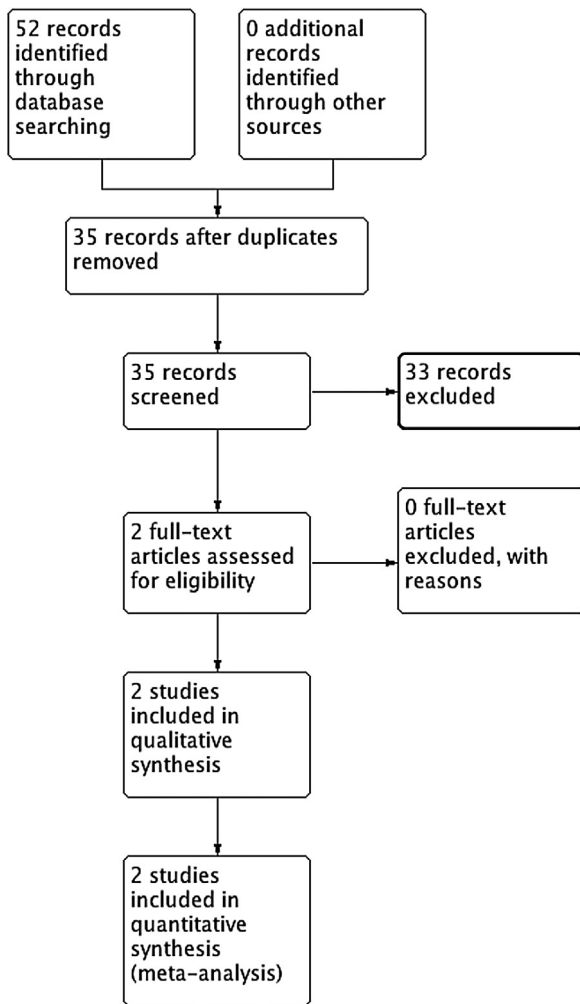 52 records
identified
through
database
searching
0 additional
records
identified
through other
sources
35 records after duplicates
removed
35 records
screened
33 records
excluded
2 full-text
articles assessed
for eligibility
0 full-text
articles
excluded, with
reasons
2 studies
included in
qualitative
synthesis
2 studies
included in
quantitative
synthesis
(meta-analysis)